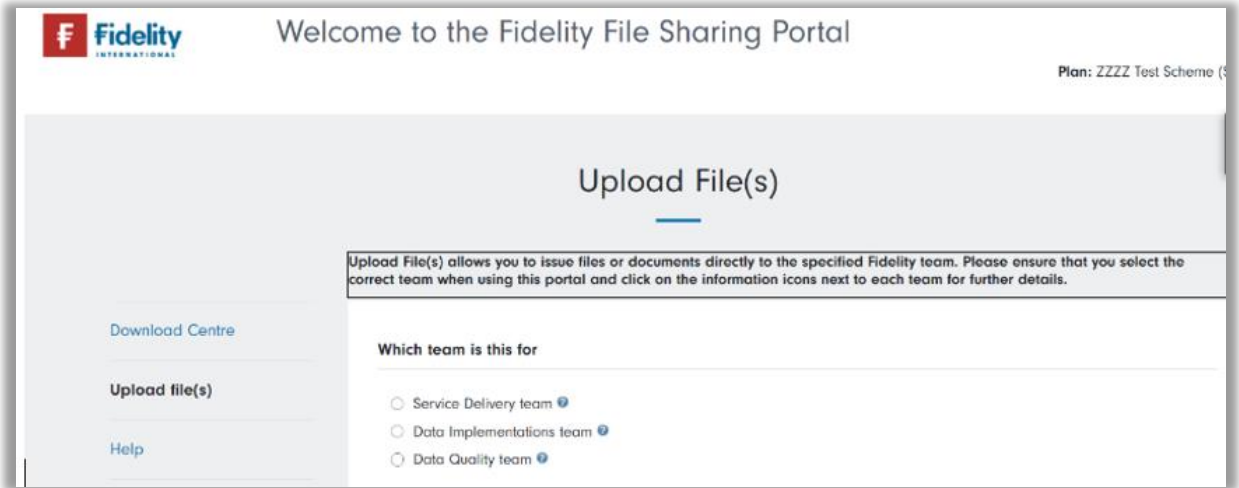 Fidelity
INTERNATIONAL
Welcome to the Fidelity File Sharing Portal
Plan: ZZZZ Test Scheme (
Upload File(s)
Upload File(s) allows you to issue files or documents directly to the specified Fidelity team. Please ensure that you select the
correct team when using this portal and click on the information icons next to each team for further details.
Download Centre
Upload file(s)
Help
Which team is this for
Service Delivery team ?
Data Implementations team ?
Data Quality team ?